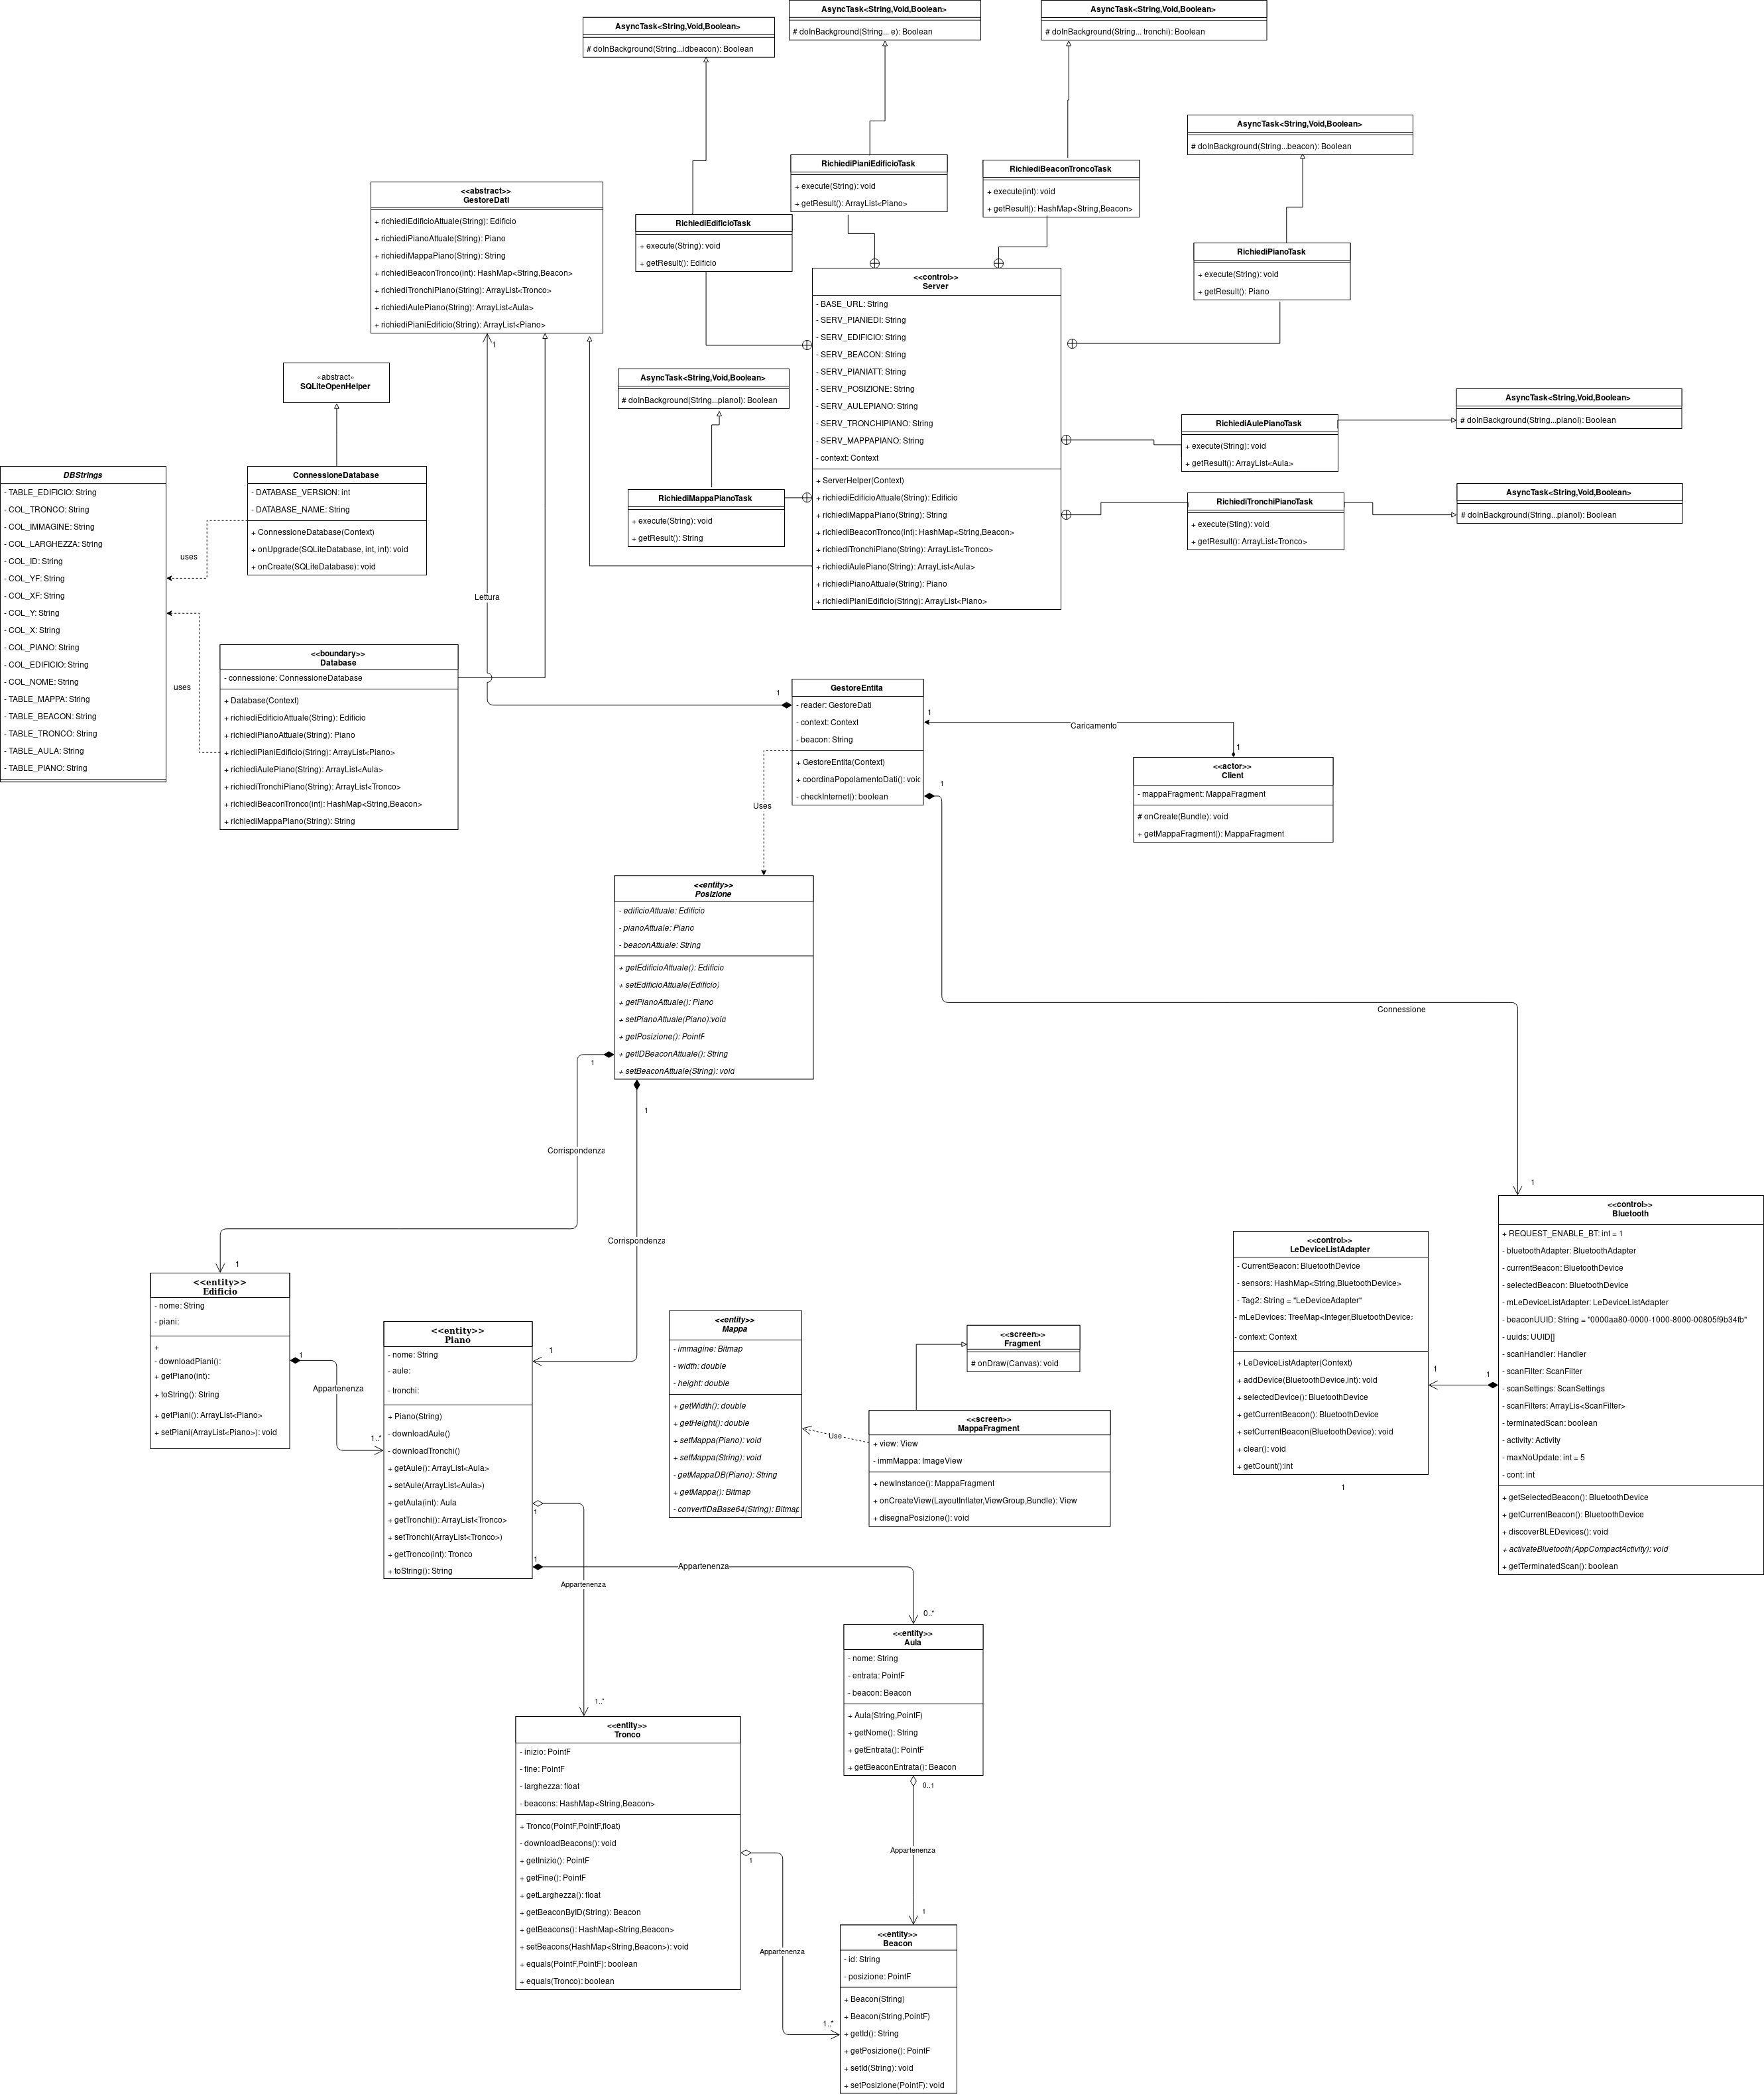 AsyncTask<String,Void,Boolean>
# doInBackground(String...idbeacon): Boolean
AsyncTask<String,Void,Boolean>
# doInBackground(String... e): Boolean
AsyncTask<String,Void,Boolean>
# doInBackground(String... tronchi): Boolean
AsyncTask<String,Void,Boolean>
# doInBackground(String...beacon): Boolean
RichiediPianiEdificioTask
+ execute(String): void
+ getResult(): ArrayList<Piano>
RichiediBeaconTroncoTask
+ execute(int): void
+ getResult(): HashMap<String,Beacon>
<<abstract>>
GestoreDati
+ richiediEdificioAttuale(String): Edificio
+ richiediPianoAttuale(String): Piano
+ richiediMappaPiano(String): String
+ richiediBeaconTronco(int): HashMap<String,Beacon>
+ richiediTronchiPiano(String): ArrayList<Tronco>
+ richiediAulePiano(String): ArrayList<Aula>
+ richiediPianiEdificio(String): ArrayList<Piano>
1
RichiediEdificioTask
+ execute(String): void
+ getResult(): Edificio
RichiediPianoTask
+ execute(String): void
+ getResult(): Piano
<<control>>
Server
- BASE_URL: String
- SERV_PIANIEDI: String
- SERV_EDIFICIO: String
- SERV_BEACON: String
- SERV_PIANIATT: String
- SERV_POSIZIONE: String
- SERV_AULEPIANO: String
- SERV_TRONCHIPIANO: String
- SERV_MAPPAPIANO: String
- context: Context
+ ServerHelper(Context)
+ richiediEdificioAttuale(String): Edificio
+ richiediMappaPiano(String): String
+ richiediBeaconTronco(int): HashMap<String,Beacon>
+ richiediTronchiPiano(String): ArrayList<Tronco>
+ richiediAulePiano(String): ArrayList<Aula>
+ richiediPianoAttuale(String): Piano
+ richiediPianiEdificio(String): ArrayList<Piano>
«abstract»
SQLiteOpenHelper
AsyncTask<String,Void,Boolean>
# doInBackground(String...pianoI): Boolean
RichiediMappaPianoTask
+ execute(String): void
+ getResult(): String
RichiediAulePianoTask
+ execute(String): void
+ getResult(): ArrayList<Aula>
AsyncTask<String,Void,Boolean>
# doInBackground(String...pianoI): Boolean
RichiediTronchiPianoTask
+ execute(Sting): void
+ getResult(): ArrayList<Tronco>
AsyncTask<String,Void,Boolean>
# doInBackground(String...pianoI): Boolean
DBStrings
- TABLE_EDIFICIO: String
- COL_TRONCO: String
- COL_IMMAGINE: String
- COL_LARGHEZZA: String
- COL_ID: String
- COL_YF: String
- COL_XF: String
- COL_Y: String
- COL_X: String
- COL_PIANO: String
- COL_EDIFICIO: String
- COL_NOME: String
- TABLE_MAPPA: String
- TABLE_BEACON: String
- TABLE_TRONCO: String
- TABLE_AULA: String
- TABLE_PIANO: String
ConnessioneDatabase
- DATABASE_VERSION: int
- DATABASE_NAME: String
+ ConnessioneDatabase(Context)
+ onUpgrade(SQLiteDatabase, int, int): void
+ onCreate(SQLiteDatabase): void
uses
uses
Lettura
<<boundary>>
Database
- connessione: ConnessioneDatabase
+ Database(Context)
+ richiediEdificioAttuale(String): Edificio
+ richiediPianoAttuale(String): Piano
+ richiediPianiEdificio(String): ArrayList<Piano>
+ richiediAulePiano(String): ArrayList<Aula>
+ richiediTronchiPiano(String): ArrayList<Tronco>
+ richiediBeaconTronco(int): HashMap<String,Beacon>
+ richiediMappaPiano(String): String
1
GestoreEntita
- reader: GestoreDati
- context: Context
- beacon: String
+ GestoreEntita(Context)
+ coordinaPopolamentoDati(): void
- checkInternet(): boolean
1
Caricamento
1
<<actor>>
Client
- mappaFragment: MappaFragment
# onCreate(Bundle): void
+ getMappaFragment(): MappaFragment
1
Uses
<<entity>>
Posizione
- edificioAttuale: Edificio
- pianoAttuale: Piano
- beaconAttuale: String
+ getEdificioAttuale(): Edificio
+ setEdificioAttuale(Edificio)
+ getPianoAttuale(): Piano
+ setPianoAttuale(Piano):void
+ getPosizione(): PointF
+ getIDBeaconAttuale(): String
+ setBeaconAttuale(String): void
1
1
Connessione
Corrispondenza
Corrispondenza
1
1
1
<<entity>>
Edificio
- nome: String
- piani:
+
- downloadPiani():
+ getPiano(int):
+ toString(): String
+ getPiani(): ArrayList<Piano>
+ setPiani(ArrayList<Piano>): void
1
Appartenenza
1..*
<<entity>>
Piano
- nome: String
- aule:
- tronchi:
+ Piano(String)
- downloadAule()
- downloadTronchi()
+ getAule(): ArrayList<Aula>
+ setAule(ArrayList<Aula>)
+ getAula(int): Aula
+ getTronchi(): ArrayList<Tronco>
+ setTronchi(ArrayList<Tronco>)
+ getTronco(int): Tronco
+ toString(): String
1
1
<<entity>>
Mappa
- immagine: Bitmap
- width: double
- height: double
+ getWidth(): double
+ getHeight(): double
+ setMappa(Piano): void
+ setMappa(String): void
- getMappaDB(Piano): String
+ getMappa(): Bitmap
- convertiDaBase64(String): Bitmap
Use
<<screen>>
Fragment
# onDraw(Canvas): void
<<screen>>
MappaFragment
+ view: View
- immMappa: ImageView
+ newInstance(): MappaFragment
+ onCreateView(LayoutInflater,ViewGroup,Bundle): View
+ disegnaPosizione(): void
<<control>>
LeDeviceListAdapter
- CurrentBeacon: BluetoothDevice
- sensors: HashMap<String,BluetoothDevice>
- Tag2: String = "LeDeviceAdapter"
- mLeDevices: TreeMap<Integer,BluetoothDevice>
- context: Context
+ LeDeviceListAdapter(Context)
+ addDevice(BluetoothDevice,int): void
+ selectedDevice(): BluetoothDevice
+ getCurrentBeacon(): BluetoothDevice
+ setCurrentBeacon(BluetoothDevice): void
+ clear(): void
+ getCount():int
1
1
1
<<control>>
Bluetooth
+ REQUEST_ENABLE_BT: int = 1
- bluetoothAdapter: BluetoothAdapter
- currentBeacon: BluetoothDevice
- selectedBeacon: BluetoothDevice
- mLeDeviceListAdapter: LeDeviceListAdapter
- beaconUUID: String = "0000aa80-0000-1000-8000-00805f9b34fb"
- uuids: UUID[]
- scanHandler: Handler
- scanFilter: ScanFilter
- scanSettings: ScanSettings
- scanFilters: ArrayLis<ScanFilter>
- terminatedScan: boolean
- activity: Activity
- maxNoUpdate: int = 5
- cont: int
+ getSelectedBeacon(): BluetoothDevice
+ getCurrentBeacon(): BluetoothDevice
+ discoverBLEDevices(): void
+ activateBluetooth(AppCompactActivity): void
+ getTerminatedScan(): boolean
Appartenenza
Appartenenza
0..*
<<entity>>
Aula
- nome: String
- entrata: PointF
- beacon: Beacon
+ Aula(String,PointF)
+ getNome(): String
+ getEntrata(): PointF
+ getBeaconEntrata(): Beacon
0..1
1..*
<<entity>>
Tronco
- inizio: PointF
- fine: PointF
- larghezza: float
- beacons: HashMap<String,Beacon>
+ Tronco(PointF,PointF,float)
- downloadBeacons(): void
+ getInizio(): PointF
+ getFine(): PointF
+ getLarghezza(): float
+ getBeaconByID(String): Beacon
+ getBeacons(): HashMap<String,Beacon>
+ setBeacons(HashMap<String,Beacon>): void
+ equals(PointF,PointF): boolean
+ equals(Tronco): boolean
1
Appartenenza
1
Appartenenza
1..*
<<entity>>
Beacon
- id: String
- posizione: PointF
+ Beacon(String)
+ Beacon(String,PointF)
+ getId(): String
+ getPosizione(): PointF
+ setId(String): void
+ setPosizione(PointF): void